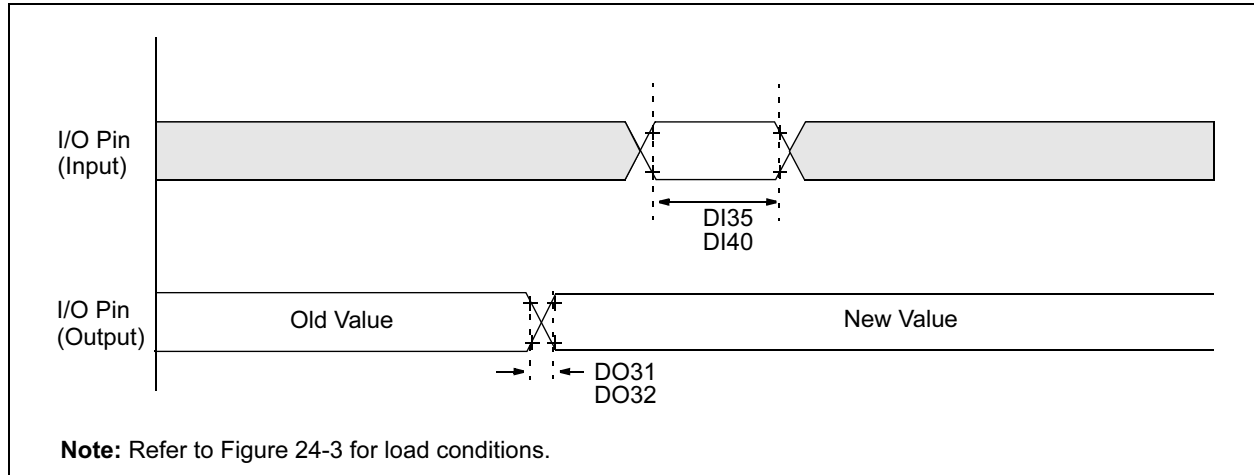 I/O Pin
(Input)
DI35
DI40
I/O Pin
(Output)
Old Value
New Value
DO31
DO32
Note: Refer to Figure 24-3 for load conditions.